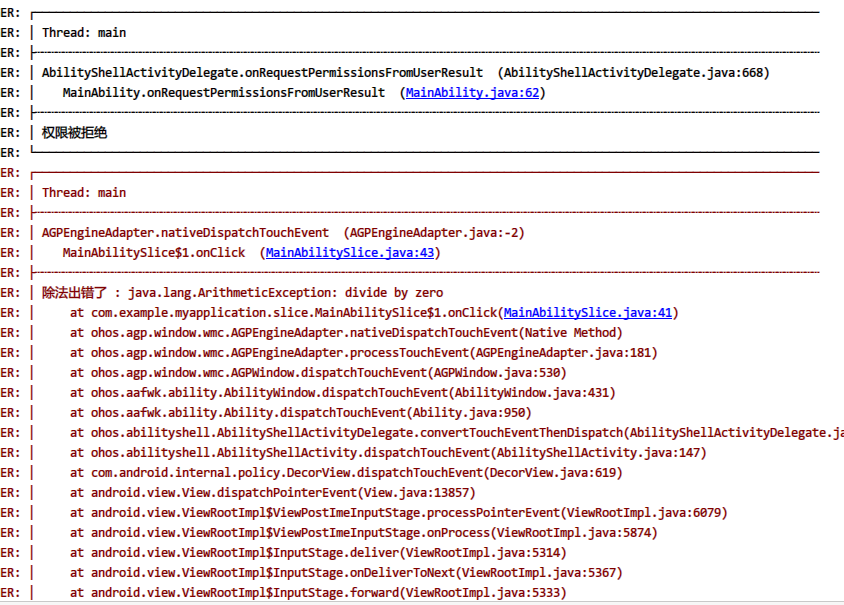 ER:
ER: │ Thread: main
ER:
ER: │ AbilityShellActivityDelegate.onRequestPermissionsFromUserResult  (AbilityShellActivityDelegate.java:668)
ER: │    MainAbility.onRequestPermissionsFromUserResult  (MainAbility.java:62)
ER:
ER: │ 权限被拒绝
ER:
ER:
ER: │ Thread: main
ER:
ER: │ AGPEngineAdapter.nativeDispatchTouchEvent  (AGPEngineAdapter.java:-2)
ER: │    MainAbilitySlice$1.onClick  (MainAbilitySlice.java:43)
ER:
ER: │ 除法出错了 : java.lang.ArithmeticException: divide by zero
ER: │     at com.example.myapplication.slice.MainAbilitySlice$1.onClick(MainAbilitySlice.java:41)
ER: │     at ohos.agp.window.wmc.AGPEngineAdapter.nativeDispatchTouchEvent(Native Method)
ER: │     at ohos.agp.window.wmc.AGPEngineAdapter.processTouchEvent(AGPEngineAdapter.java:181)
ER: │     at ohos.agp.window.wmc.AGPWindow.dispatchTouchEvent(AGPWindow.java:530)
ER: │     at ohos.aafwk.ability.AbilityWindow.dispatchTouchEvent(AbilityWindow.java:431)
ER: │     at ohos.aafwk.ability.Ability.dispatchTouchEvent(Ability.java:950)
ER: │     at ohos.abilityshell.AbilityShellActivityDelegate.convertTouchEventThenDispatch(AbilityShellActivityDelegate.ja
ER: │     at ohos.abilityshell.AbilityShellActivity.dispatchTouchEvent(AbilityShellActivity.java:147)
ER: │     at com.android.internal.policy.DecorView.dispatchTouchEvent(DecorView.java:619)
ER: │     at android.view.View.dispatchPointerEvent(View.java:13857)
ER: │     at android.view.ViewRootImpl$ViewPostImeInputStage.processPointerEvent(ViewRootImpl.java:6079)
ER: │     at android.view.ViewRootImpl$ViewPostImeInputStage.onProcess(ViewRootImpl.java:5874)
ER: │     at android.view.ViewRootImpl$InputStage.deliver(ViewRootImpl.java:5314)
ER: │     at android.view.ViewRootImpl$InputStage.onDeliverToNext(ViewRootImpl.java:5367)
ER: │     at android.view.ViewRootImpl$InputStage.forward(ViewRootImpl.java:5333)